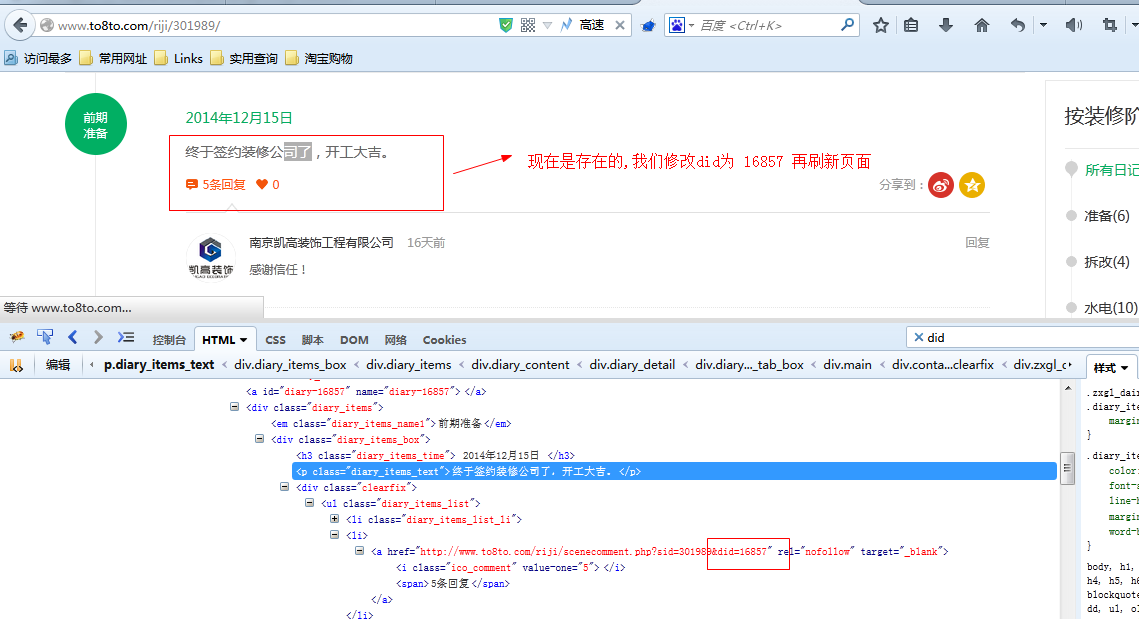 www.to8to.com/riji/301989/
高速
百度 <Ctrl+K>
访问最多 常用网址 Links 实用查询 淘宝购物
前期
准备
2014年12月15日
终于签约装修公司了，开工大吉。
5条回复 0
现在是存在的,我们修改did为 16857 再刷新页面
分享到：
南京凯高装饰工程有限公司 16天前 回复
感谢信任！
凯高装饰
按装修阶
所有日记
准备(6)
拆改(4)
水电(10)
等待 www.to8to.com...
控制台 HTML CSS 脚本 DOM 网络 Cookies
did
编辑 p.diary_items_text < div.diary_items_box < div.diary_items < div.diary_content < div.diary_detail < div.diary..._tab_box < div.main < div.conta...clearfix < div.zxgl_c
样式
<a id="diary-16857" name="diary-16857"></a>
<div class="diary_items">
<em class="diary_items_name1">前期准备</em>
<div class="diary_items_box">
<h3 class="diary_items_time"> 2014年12月15日 </h3>
<p class="diary_items_text">终于签约装修公司了，开工大吉。</p>
<div class="clearfix">
<ul class="diary_items_list">
<li class="diary_items_list_li">
<li>
<a href="http://www.to8to.com/riji/scenecomment.php?sid=301989&did=16857" rel="nofollow" target="_blank">
<i class="ico_comment" value-one="5"></i>
<span>5条回复</span>
</a>
</li>
.zxgl_dair
.diary_ite
margin
}
.diary_ite
color:
font-s
line-h
margin
word-b
}
body, h1,
h4, h5, h6
blockquote
dd, ul, ol